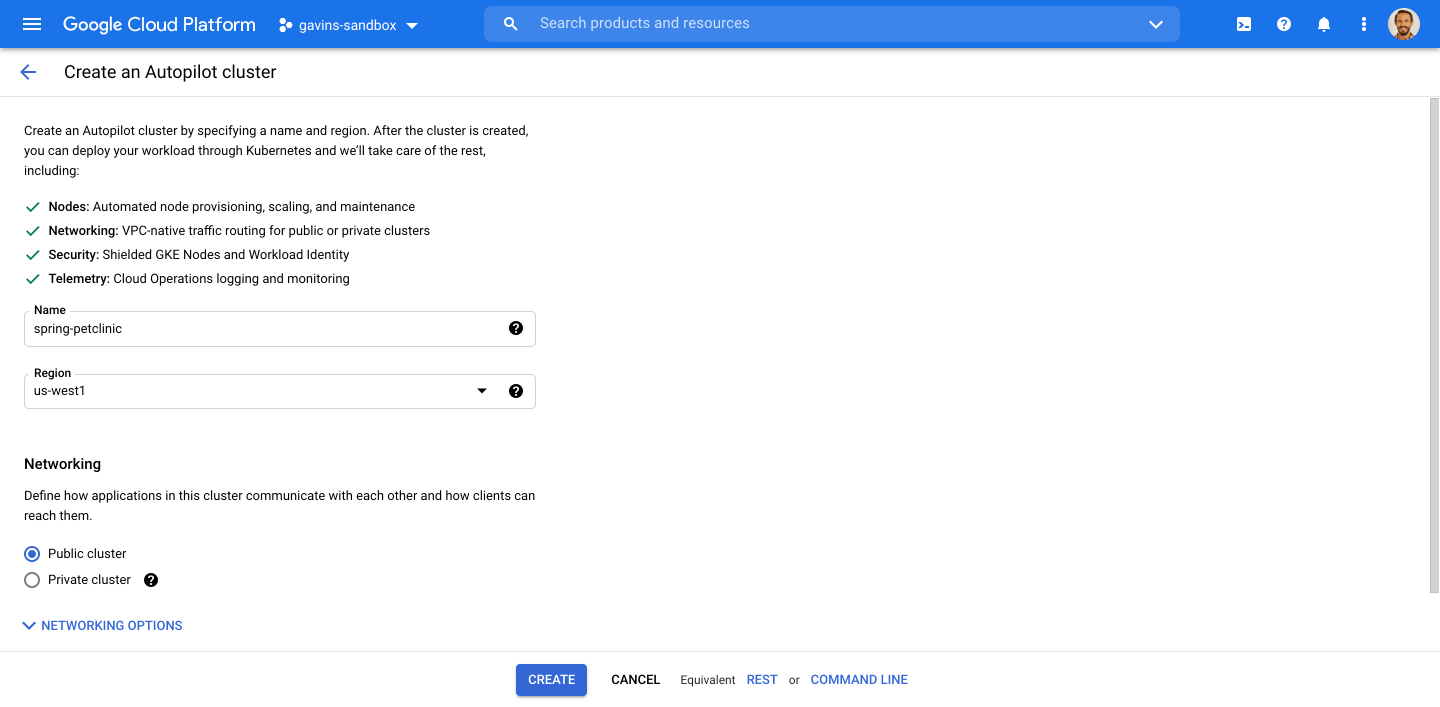 Google Cloud Platform
gavins-sandbox
Search products and resources
Create an Autopilot cluster
Create an Autopilot cluster by specifying a name and region. After the cluster is created,
you can deploy your workload through Kubernetes and we’ll take care of the rest,
including:
Nodes: Automated node provisioning, scaling, and maintenance
Networking: VPC-native traffic routing for public or private clusters
Security: Shielded GKE Nodes and Workload Identity
Telemetry: Cloud Operations logging and monitoring
Name
spring-petclinic
Region
us-west1
Networking
Define how applications in this cluster communicate with each other and how clients can
reach them.
Public cluster
Private cluster
NETWORKING OPTIONS
CREATE CANCEL Equivalent REST or COMMAND LINE